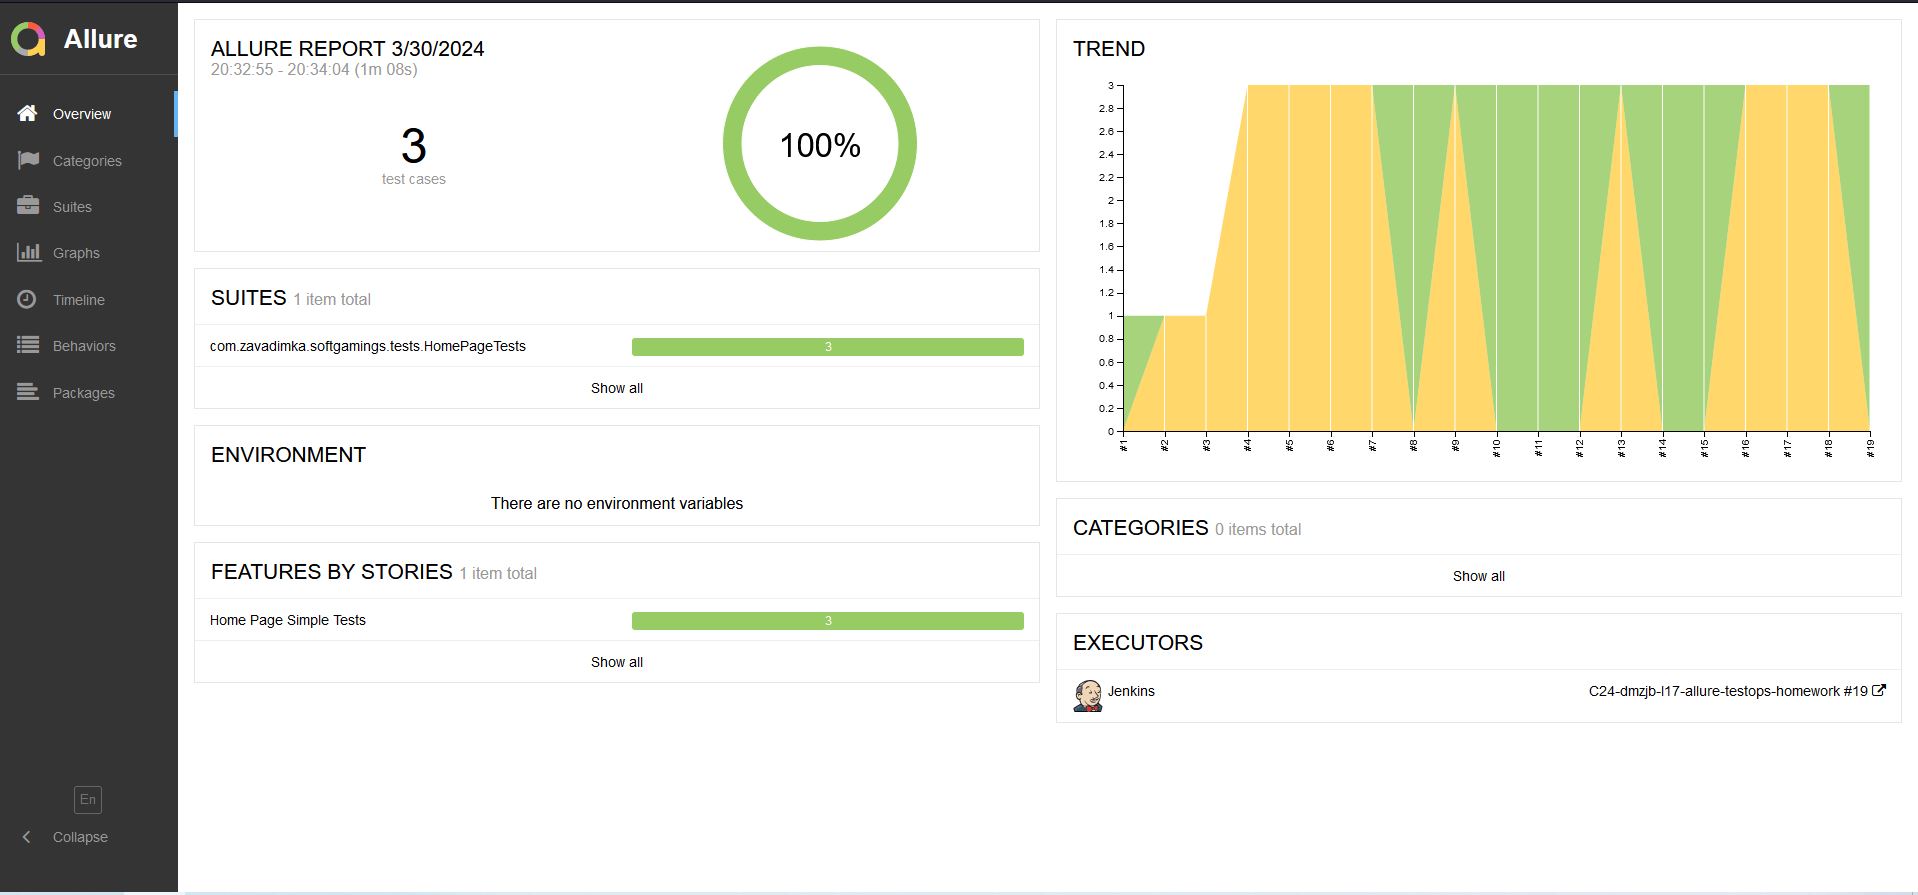 Allure
Overview
Categories
Suites
Graphs
Timeline
Behaviors
Packages
En
Collapse
ALLURE REPORT 3/30/2024
20:32:55 - 20:34:04 (1m 08s)
3
test cases
100%
SUITES 1 item total
com.zavadimka.softgamings.tests.HomePageTests 3
Show all
ENVIRONMENT
There are no environment variables
FEATURES BY STORIES 1 item total
Home Page Simple Tests 3
Show all
TREND
3
2.8
2.6
2.4
2.2
2
1.8
1.6
1.4
1.2
1
0.8
0.6
0.4
0.2
0
#1 #2 #3 #4 #5 #6 #7 #8 #9 #10 #11 #12 #13 #14 #15 #16 #17 #18 #19
CATEGORIES 0 items total
Show all
EXECUTORS
Jenkins C24-dmzjb-l17-allure-testops-homework #19